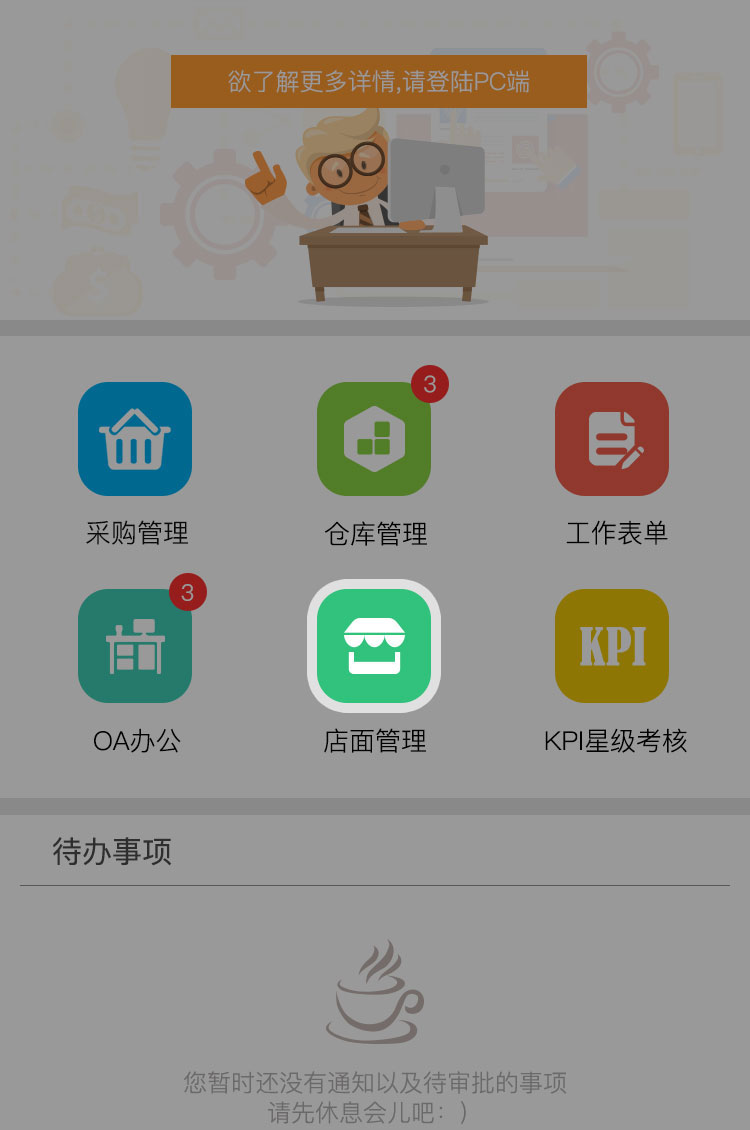 欲了解更多详情,请登陆PC端
3
采购管理
仓库管理
工作表单
3
KPI
OA办公
店面管理
KPI星级考核
待办事项
您暂时还没有通知以及待审批的事项
请先休息会儿吧：）